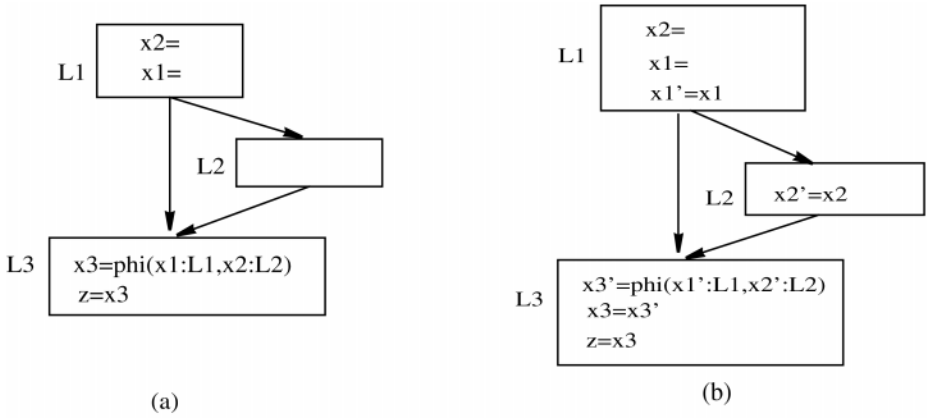 L1
x2=
x1=
L2
L3
x3=phi(x1:L1,x2:L2)
z=x3
(a)
L1
x2=
x1=
x1'=x1
L2
x2'=x2
L3
x3'=phi(x1':L1,x2':L2)
x3=x3'
z=x3
(b)